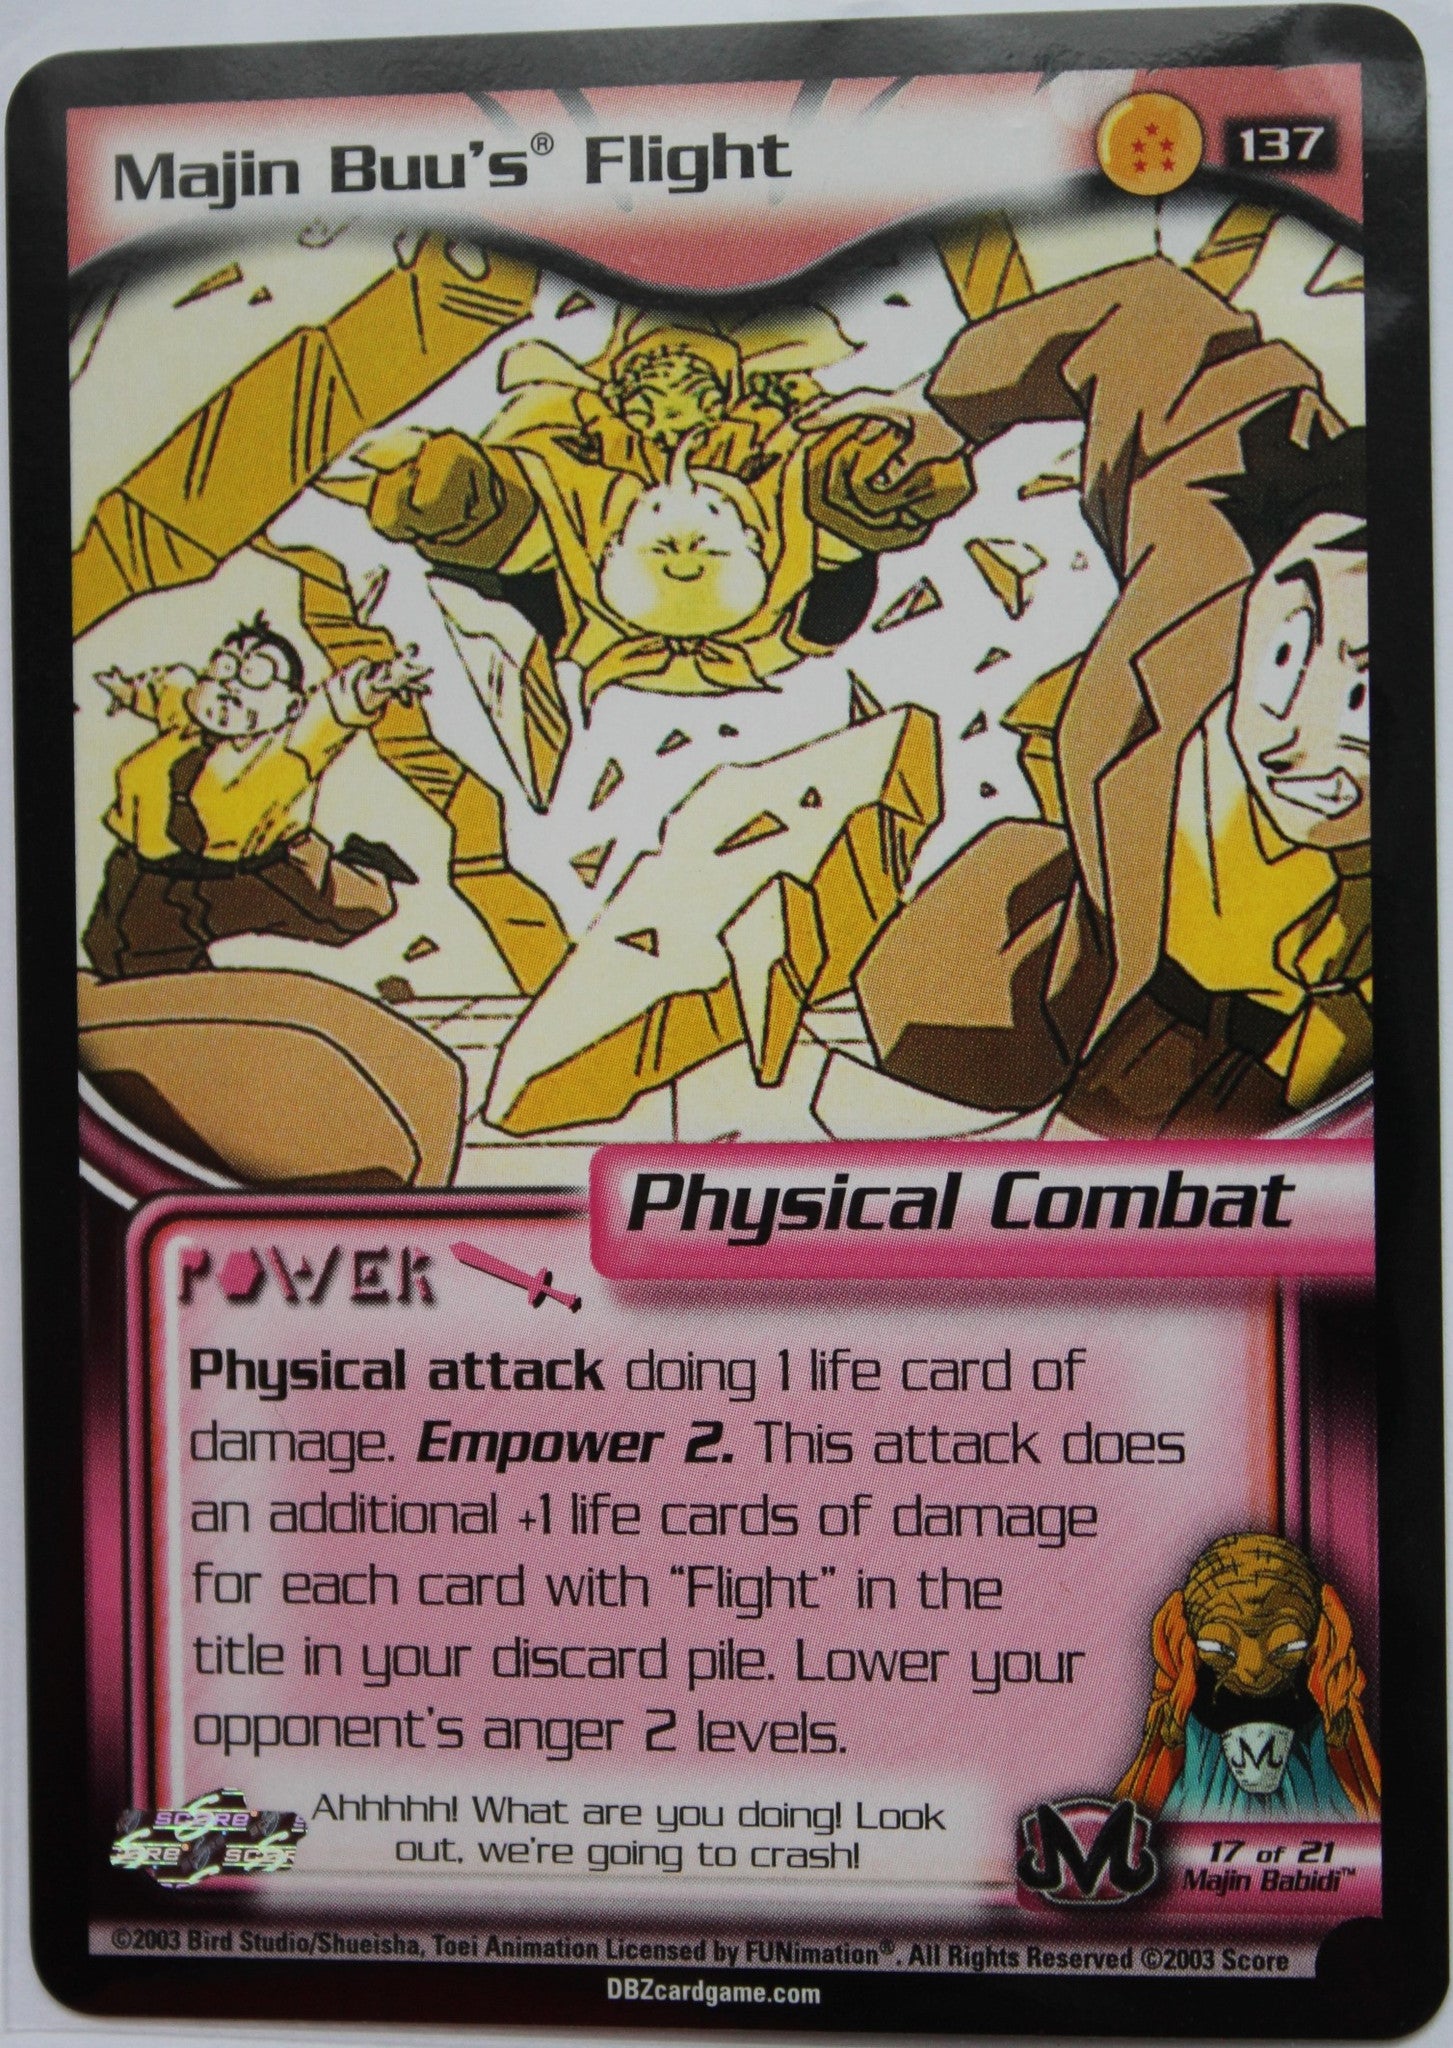 Majin Buu's® Flight
137
Physical Combat
POWER
Physical attack doing 1 life card of
damage. Empower 2. This attack does
an additional +1 life cards of damage
for each card with "Flight" in the
title in your discard pile. Lower your
opponent's anger 2 levels.
Ahhhhh! What are you doing! Look
out, we're going to crash!
SCORE
M
M
17 of 21
Majin Babidi™
©2003 Bird Studio/Shueisha, Toei Animation Licensed by FUNimation®. All Rights Reserved ©2003 Score
DBZcardgame.com